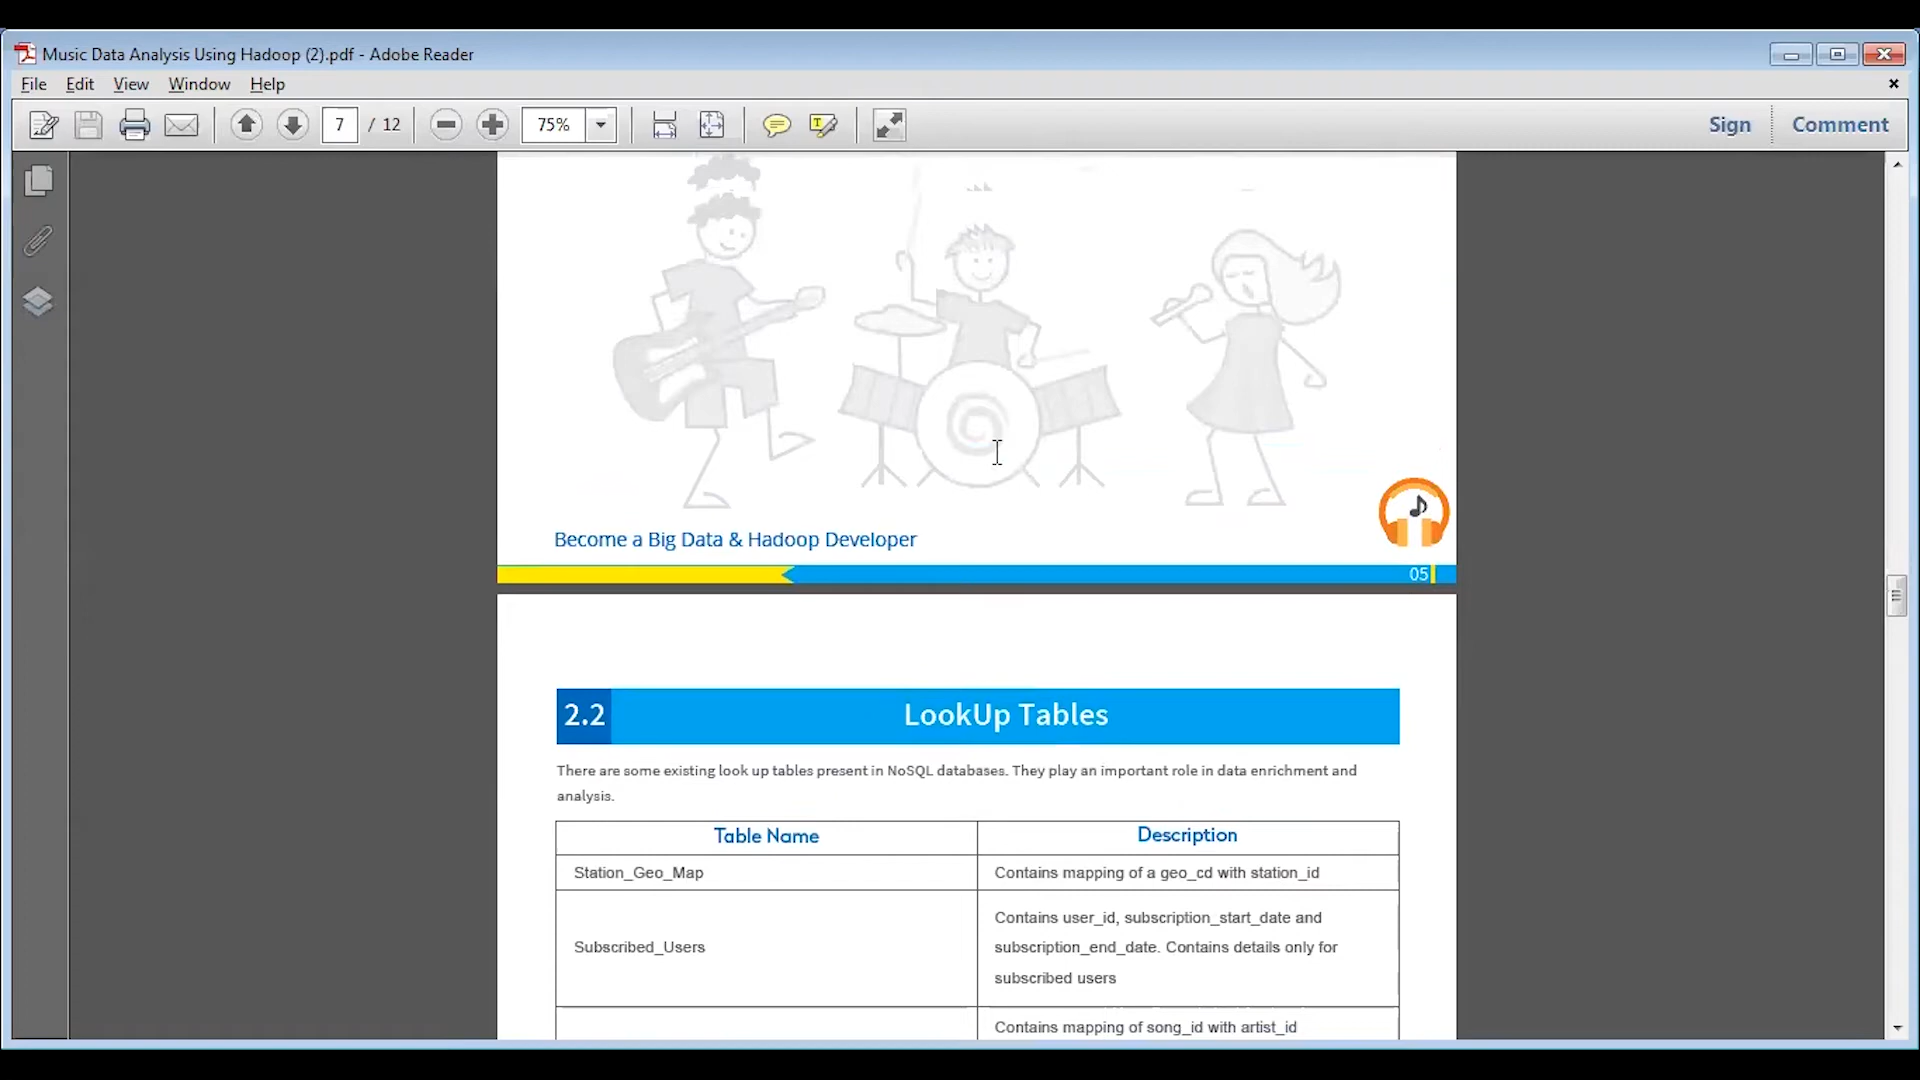 Music Data Analysis Using Hadoop (2).pdf - Adobe Reader
File Edit View Window Help
7 / 12 75% Sign Comment
Become a Big Data & Hadoop Developer
05
2.2 LookUp Tables
There are some existing look up tables present in NoSQL databases. They play an important role in data enrichment and
analysis.
Table Name Description
Station_Geo_Map Contains mapping of a geo_cd with station_id
Subscribed_Users Contains user_id, subscription_start_date and
subscription_end_date. Contains details only for
subscribed users
Contains mapping of song_id with artist_id